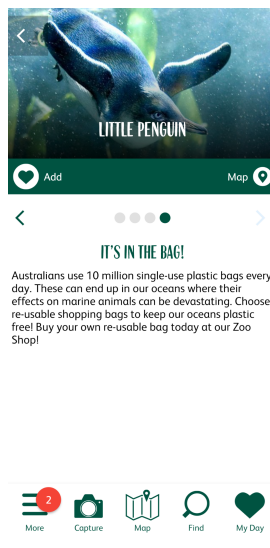 LITTLE PENGUIN
Add
Map
IT'S IN THE BAG!
Australians use 10 million single-use plastic bags every
day. These can end up in our oceans where their
effects on marine animals can be devastating. Choose
re-usable shopping bags to keep our oceans plastic
free! Buy your own re-usable bag today at our Zoo
Shop!
2
More
Capture
Map
Find
My Day